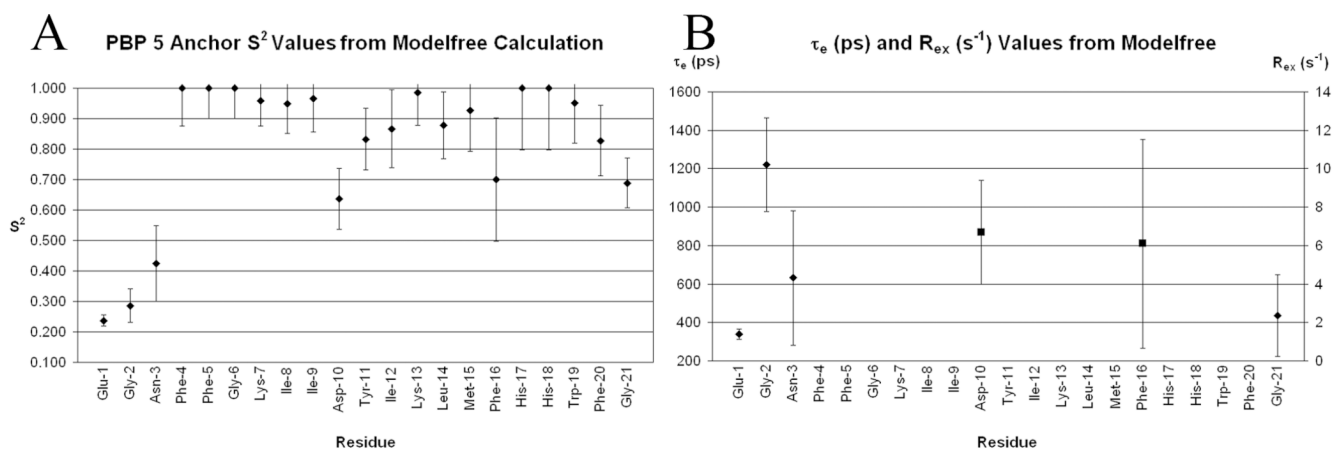 A
PBP 5 Anchor S² Values from Modelfree Calculation
1.000
0.900
0.800
0.700
0.600
S²
0.500
0.400
0.300
0.200
0.100
Glu-1
Gly-2
Asn-3
Phe-4
Phe-5
Gly-6
Lys-7
Ile-8
Ile-9
Asp-10
Tyr-11
Ile-12
Lys-13
Leu-14
Met-15
Phe-16
His-17
His-18
Trp-19
Phe-20
Gly-21
Residue
B
τe (ps) and Rex (s⁻¹) Values from Modelfree
τe (ps)
Rex (s⁻¹)
1600
1400
1200
1000
800
600
400
200
14
12
10
8
6
4
2
0
Glu-1
Gly-2
Asn-3
Phe-4
Phe-5
Gly-6
Lys-7
Ile-8
Ile-9
Asp-10
Tyr-11
Ile-12
Lys-13
Leu-14
Met-15
Phe-16
His-17
His-18
Trp-19
Phe-20
Gly-21
Residue